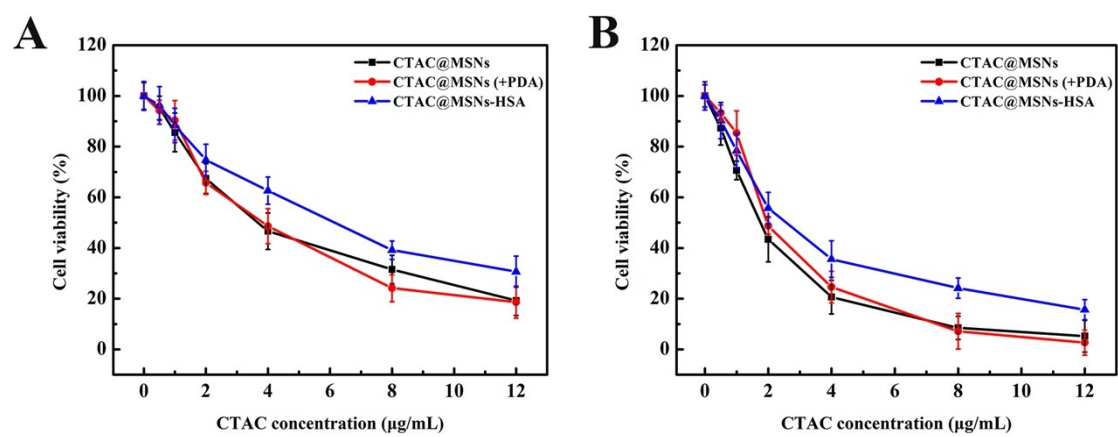 A
120
100
80
60
40
20
0
Cell viability (%)
0
2
4
6
8
10
12
CTAC concentration (μg/mL)
CTAC@MSNs
CTAC@MSNs (+PDA)
CTAC@MSNs-HSA
B
120
100
80
60
40
20
0
Cell viability (%)
0
2
4
6
8
10
12
CTAC concentration (μg/mL)
CTAC@MSNs
CTAC@MSNs (+PDA)
CTAC@MSNs-HSA